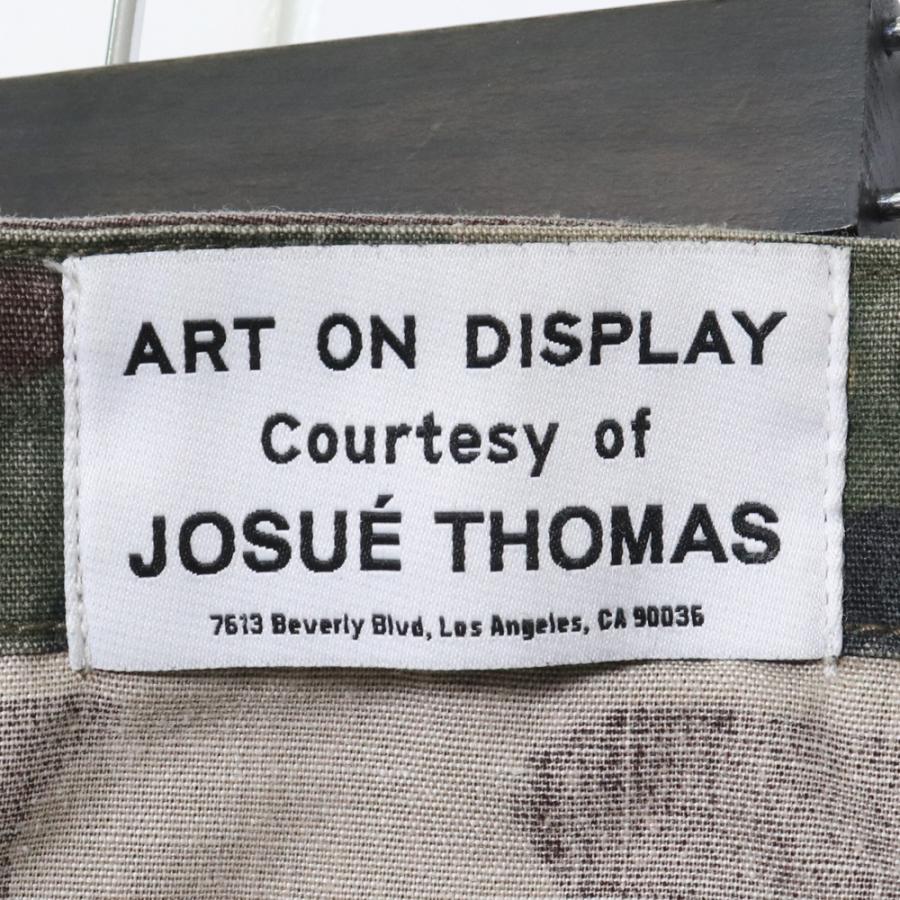 ART ON DISPLAY
Courtesy of
JOSUÉ THOMAS
7613 Beverly Blvd, Los Angeles, CA 90036